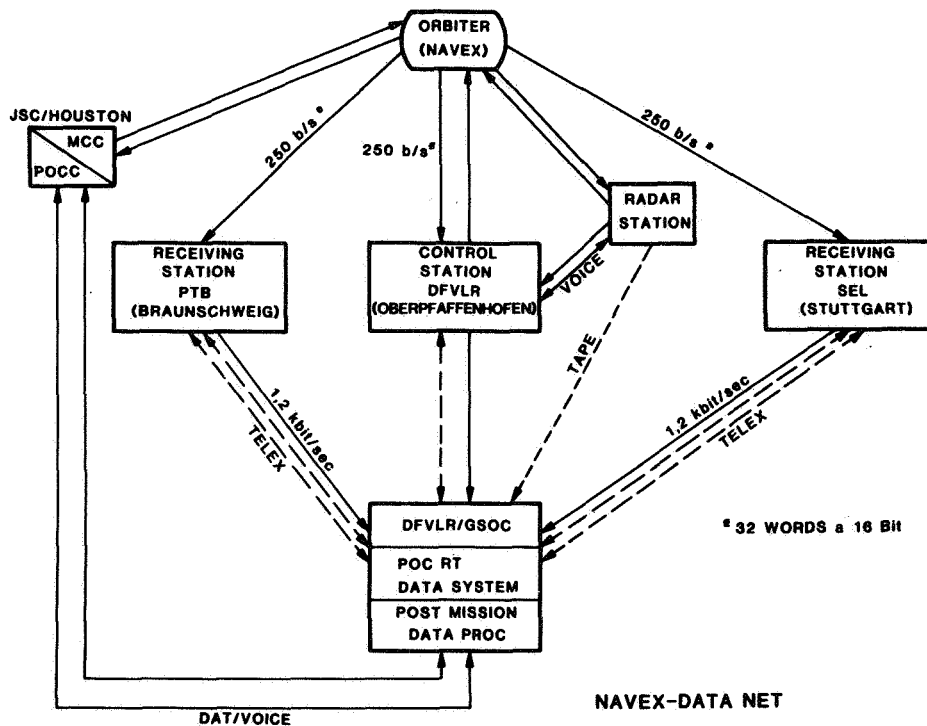 ORBITER
(NAVEX)
JSC/HOUSTON
MCC
POCC
250 b/s *
250 b/s*
250 b/s *
RADAR
STATION
RECEIVING
STATION
PTB
(BRAUNSCHWEIG)
CONTROL
STATION
DFVLR
(OBERPFAFFENHOFEN)
VOICE
RECEIVING
STATION
SEL
(STUTTGART)
TAPE
1,2 kbit/sec
TELEX
1,2 kbit/sec
TELEX
DFVLR/GSOC
POC RT
DATA SYSTEM
POST MISSION
DATA PROC
* 32 WORDS a 16 Bit
DAT/VOICE
NAVEX-DATA NET